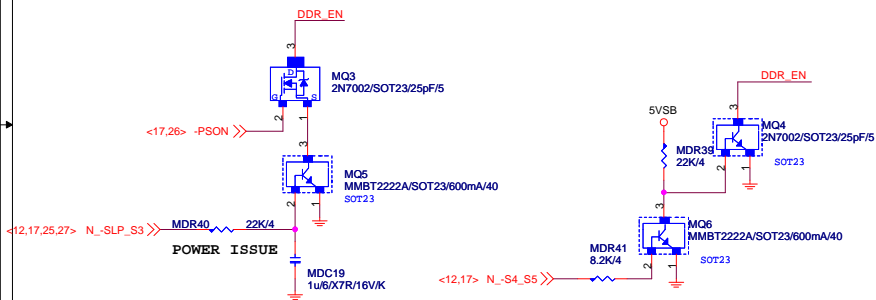 DDR_EN
3
D
G
S
MQ3
2N7002/SOT23/25pF/5
2
1
<17,26> -PSON
3
MQ5
MMBT2222A/SOT23/600mA/40
SOT23
2
1
<12,17,25,27> N_-SLP_S3
MDR40
22K/4
POWER ISSUE
MDC19
1u/6/X7R/16V/K
DDR_EN
3
5VSB
MQ4
2N7002/SOT23/25pF/5
SOT23
MDR39
22K/4
2
1
3
MQ6
MMBT2222A/SOT23/600mA/40
SOT23
MDR41
8.2K/4
2
1
<12,17> N_-S4_S5